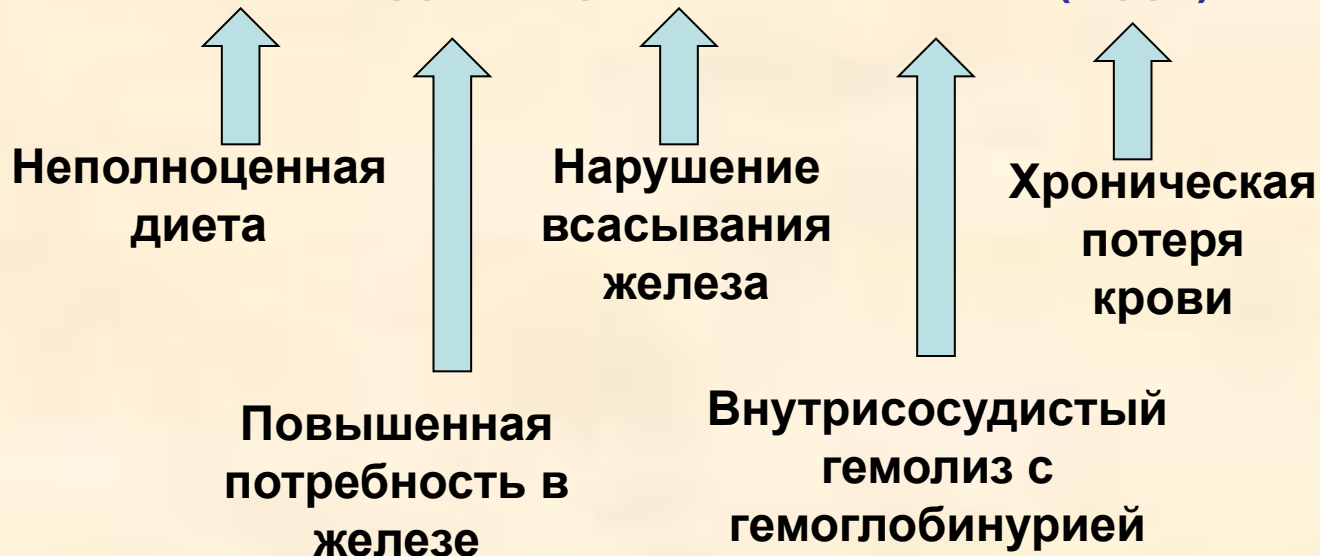 Неполноценная
диета
Нарушение
всасывания
железа
Хроническая
потеря
крови
Повышенная
потребность в
железе
Внутрисосудистый
гемолиз с
гемоглобинурией